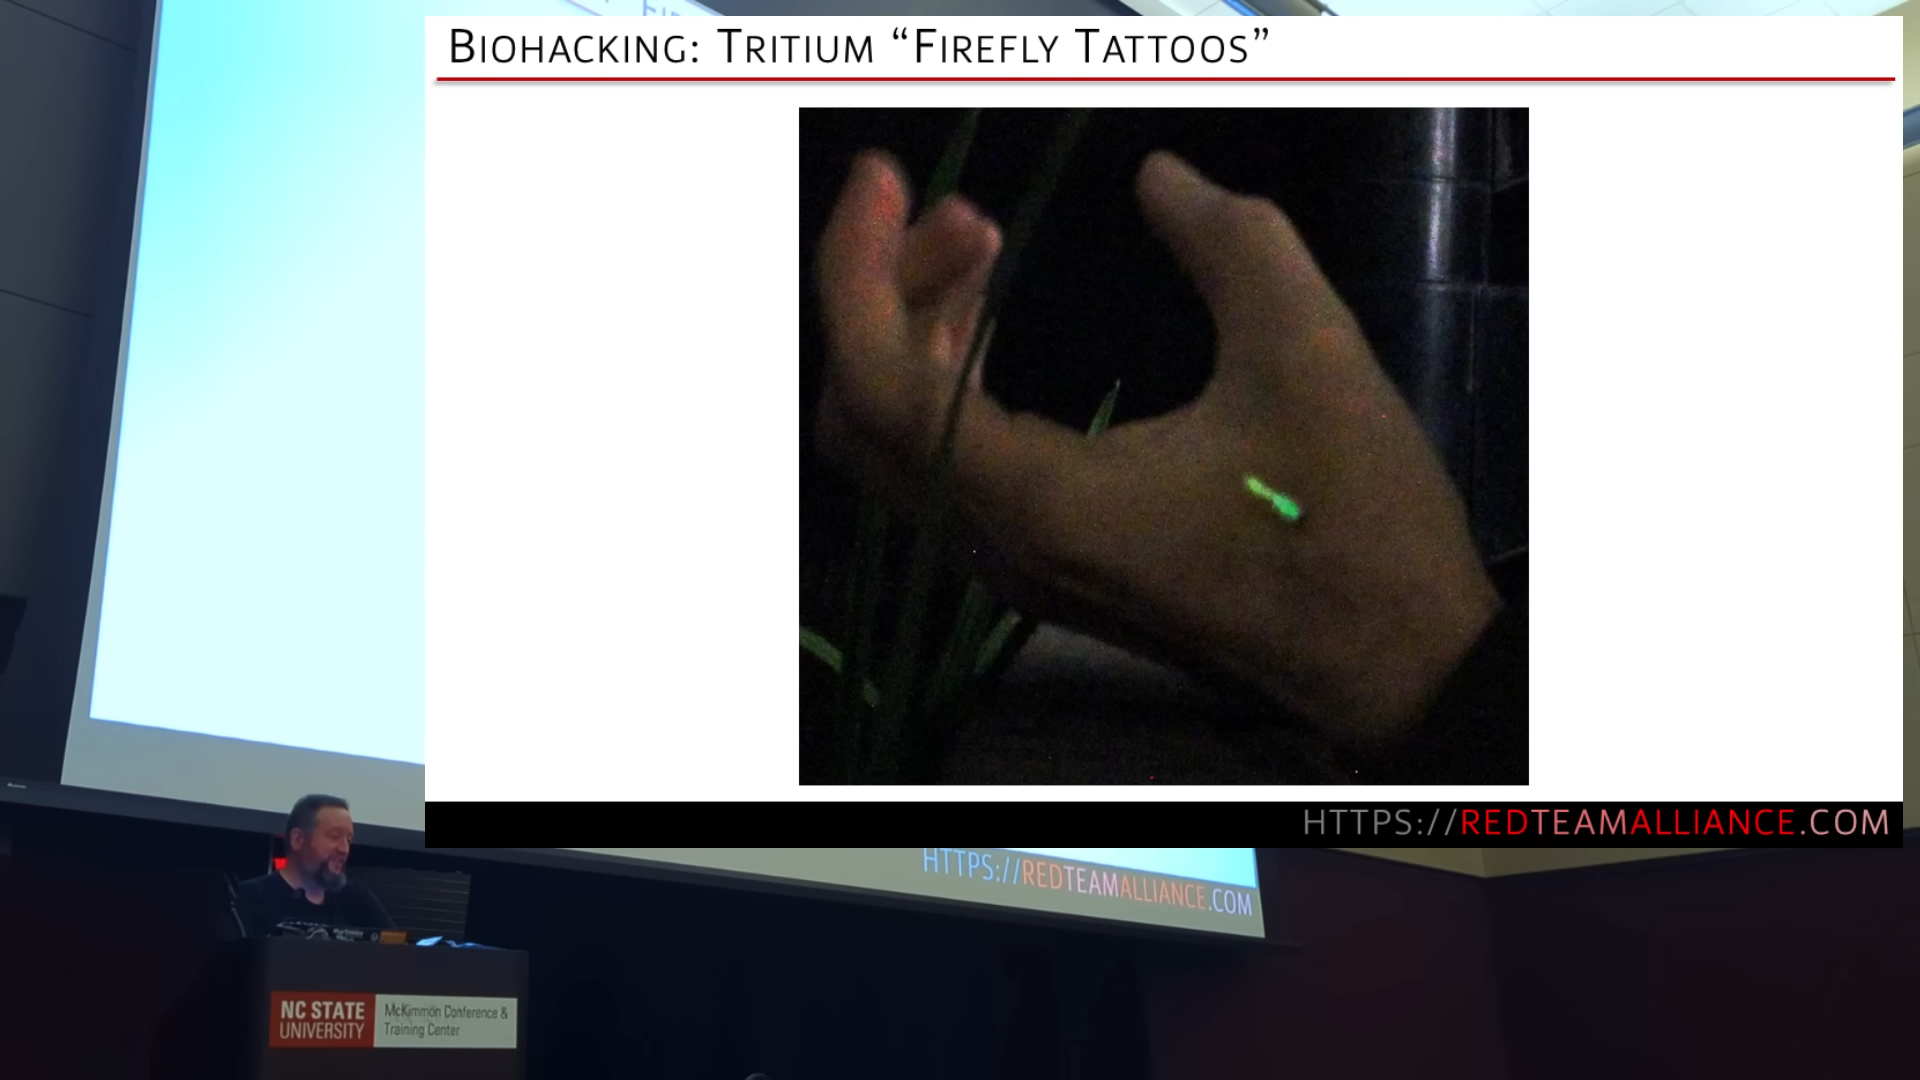 BIOHACKING: TRITIUM “FIREFLY TATTOOS”
HTTPS://REDTEAMALLIANCE.COM
HTTPS://REDTEAMALLIANCE.COM
NC STATE
UNIVERSITY
McKimmon Conference &
Training Center